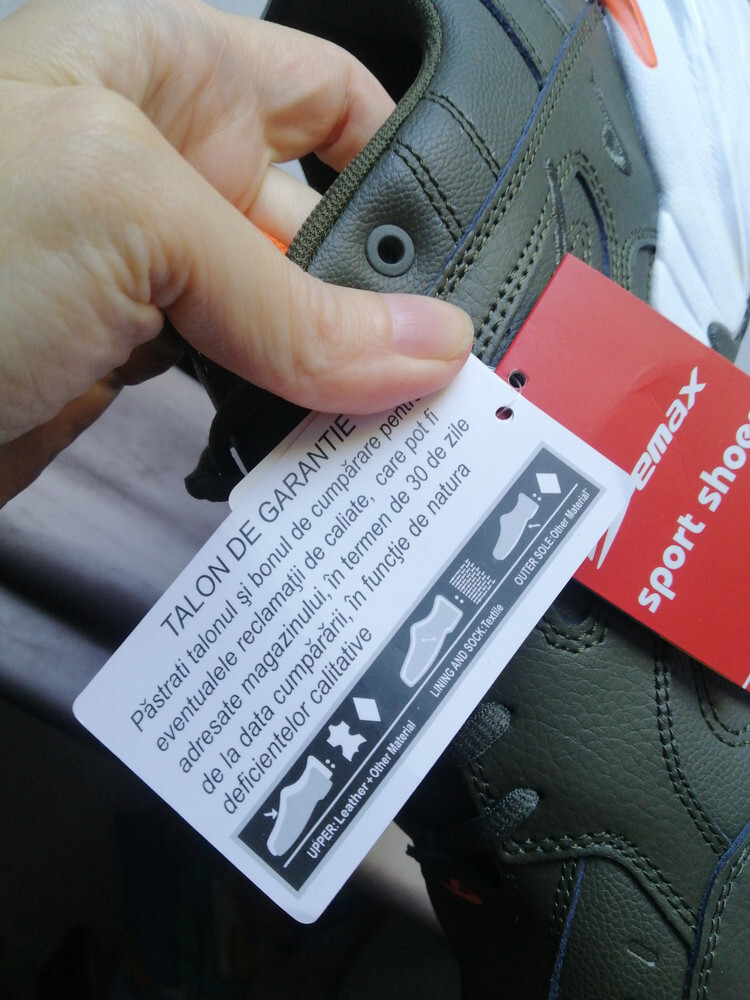 TALON DE GARANTIE
Păstrati talonul și bonul de cumpărare
eventualele reclamații de caliate, care pot fi
adresate magazinului, în termen de 30 de zile
de la data cumpărării, în funcție de natura
deficientelor calitative
UPPER: Leather+Other Material
LINING AND SOCK:Textile
OUTER SOLE:Other Material
emax
sport shoe